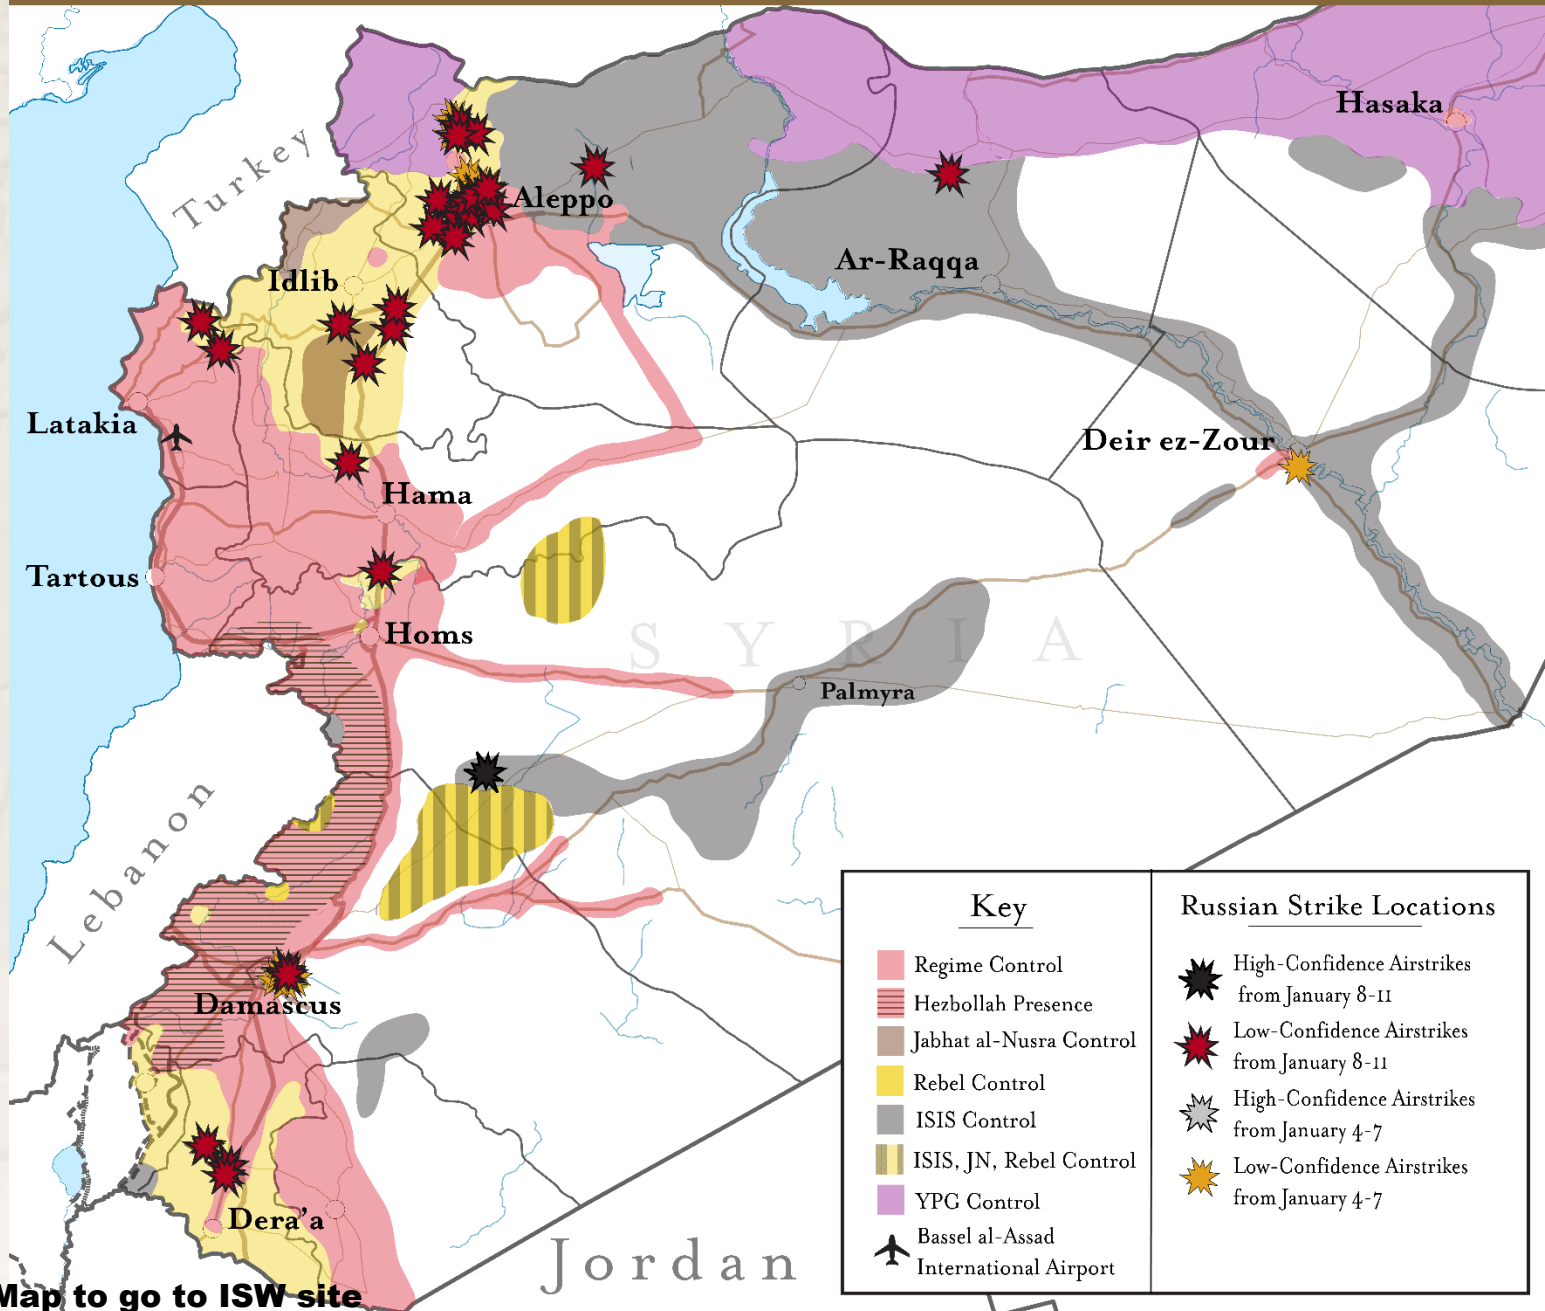 Turkey
Hasaka
Aleppo
Ar-Raqqa
Idlib
Latakia
Deir ez-Zour
Hama
Tartous
Homs
SYRIA
Palmyra
Lebanon
Damascus
Dera'a
Jordan
Key
Regime Control
Hezbollah Presence
Jabhat al-Nusra Control
Rebel Control
ISIS Control
ISIS, JN, Rebel Control
YPG Control
Bassel al-Assad
International Airport
Russian Strike Locations
High-Confidence Airstrikes
from January 8-11
Low-Confidence Airstrikes
from January 8-11
High-Confidence Airstrikes
from January 4-7
Low-Confidence Airstrikes
from January 4-7
Map to go to ISW site